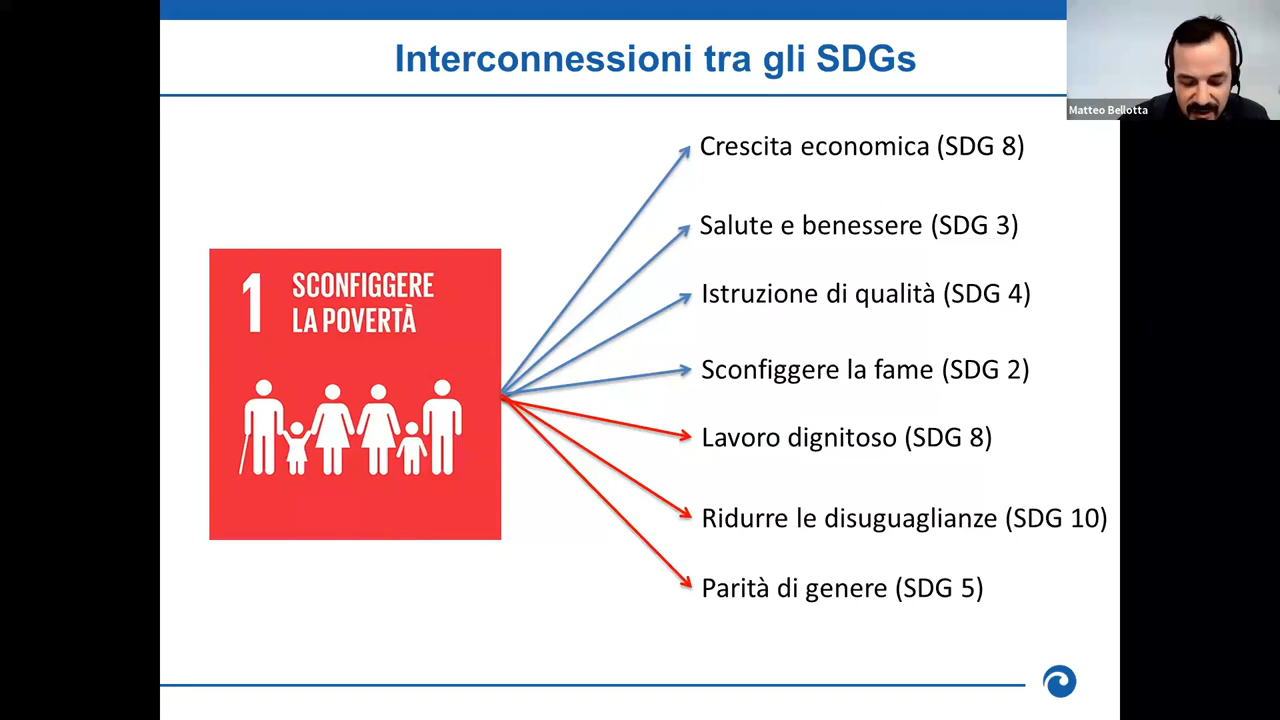 Interconnessioni tra gli SDGs
Matteo Bellotta
1 SCONFIGGERE
LA POVERTÀ
Crescita economica (SDG 8)
Salute e benessere (SDG 3)
Istruzione di qualità (SDG 4)
Sconfiggere la fame (SDG 2)
Lavoro dignitoso (SDG 8)
Ridurre le disuguaglianze (SDG 10)
Parità di genere (SDG 5)